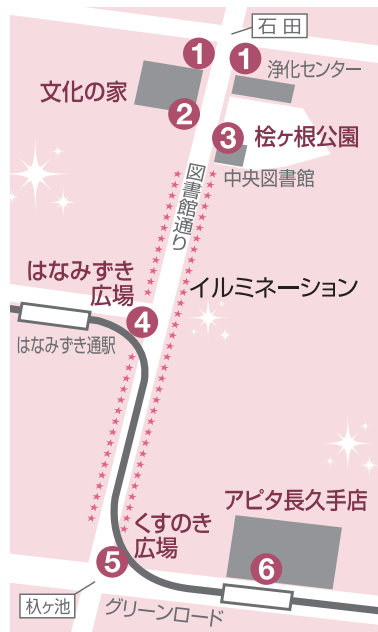 石田
1
1
浄化センター
文化の家
2
3
桧ヶ根公園
中央図書館
図書館通り
はなみずき
広場
イルミネーション
4
はなみずき通駅
アピタ長久手店
くすのき
広場
5
6
杁ヶ池
グリーンロード